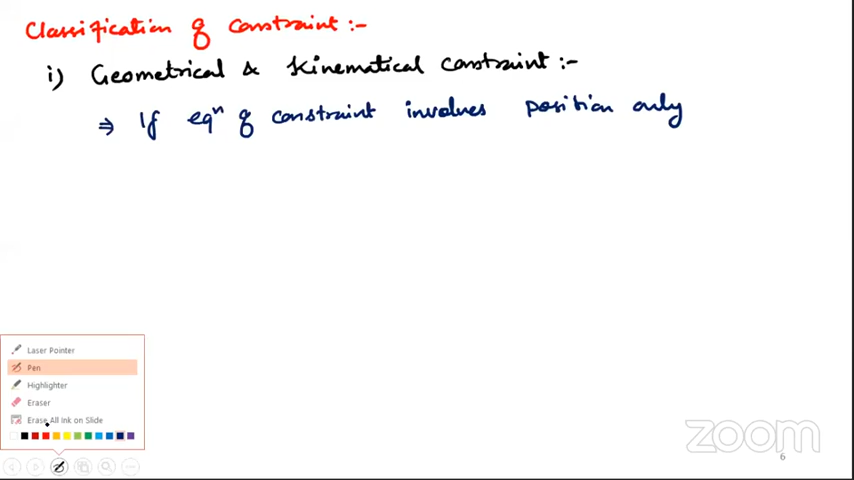 Classification of constraint :-
i) Geometrical & Kinematical constraint :-
⇒ If eqⁿ of constraint involves position only
Laser Pointer
Pen
Highlighter
Eraser
Erase All Ink on Slide
zoom
6